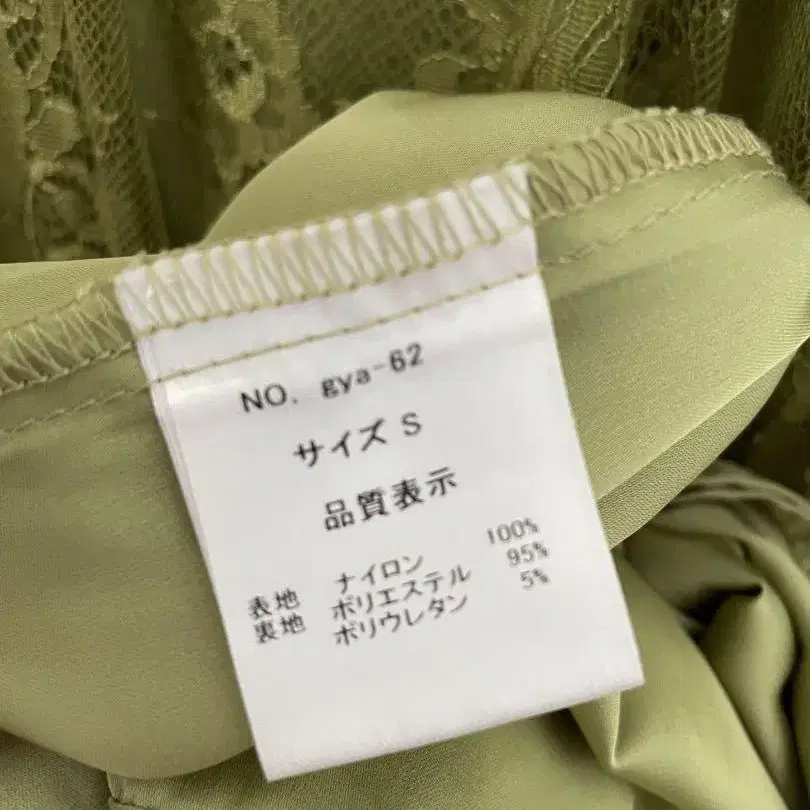 NO. gya-62
サイズ S
品質表示
表地 ナイロン 100%
裏地 ポリエステル 95%
ポリウレタン 5%